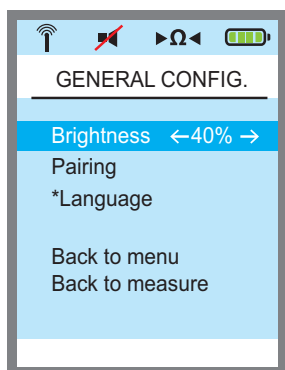 ►Ω◄
GENERAL CONFIG.
Brightness ←40% →
Pairing
*Language
Back to menu
Back to measure